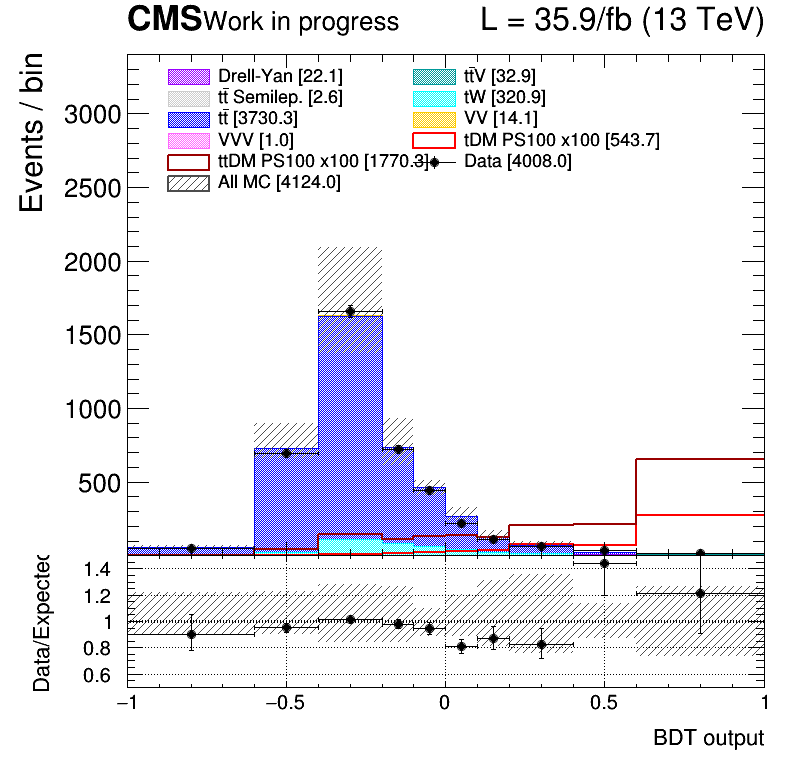 CMS Work in progress L = 35.9/fb (13 TeV)
Events / bin
Drell-Yan [22.1] tt̄V [32.9]
tt̄ Semilep. [2.6] tW [320.9]
tt̄ [3730.3] VV [14.1]
VVV [1.0] tDM PS100 x100 [543.7]
ttDM PS100 x100 [1770.3] Data [4008.0]
All MC [4124.0]
3000
2500
2000
1500
1000
500
Data/Expected
1.4
1.2
1
0.8
0.6
−1 −0.5 0 0.5 1
BDT output